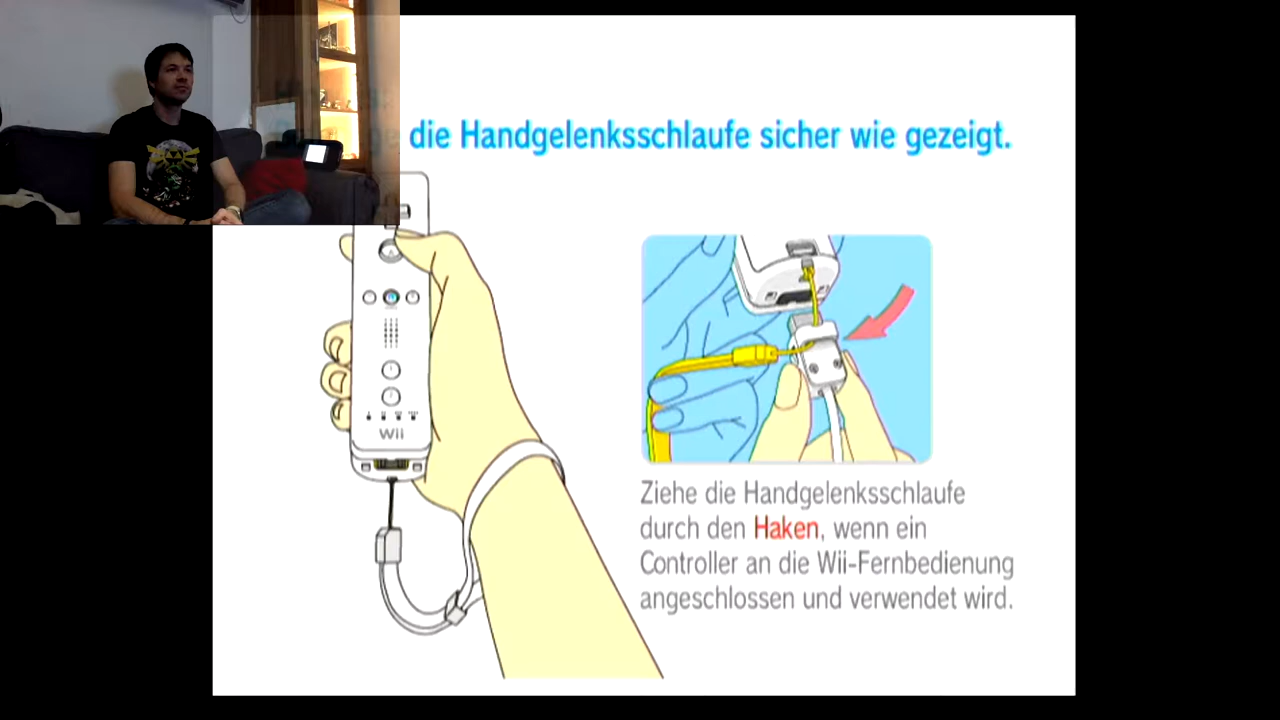 die Handgelenksschlaufe sicher wie gezeigt.
Wii
Ziehe die Handgelenksschlaufe
durch den Haken, wenn ein
Controller an die Wii-Fernbedienung
angeschlossen und verwendet wird.